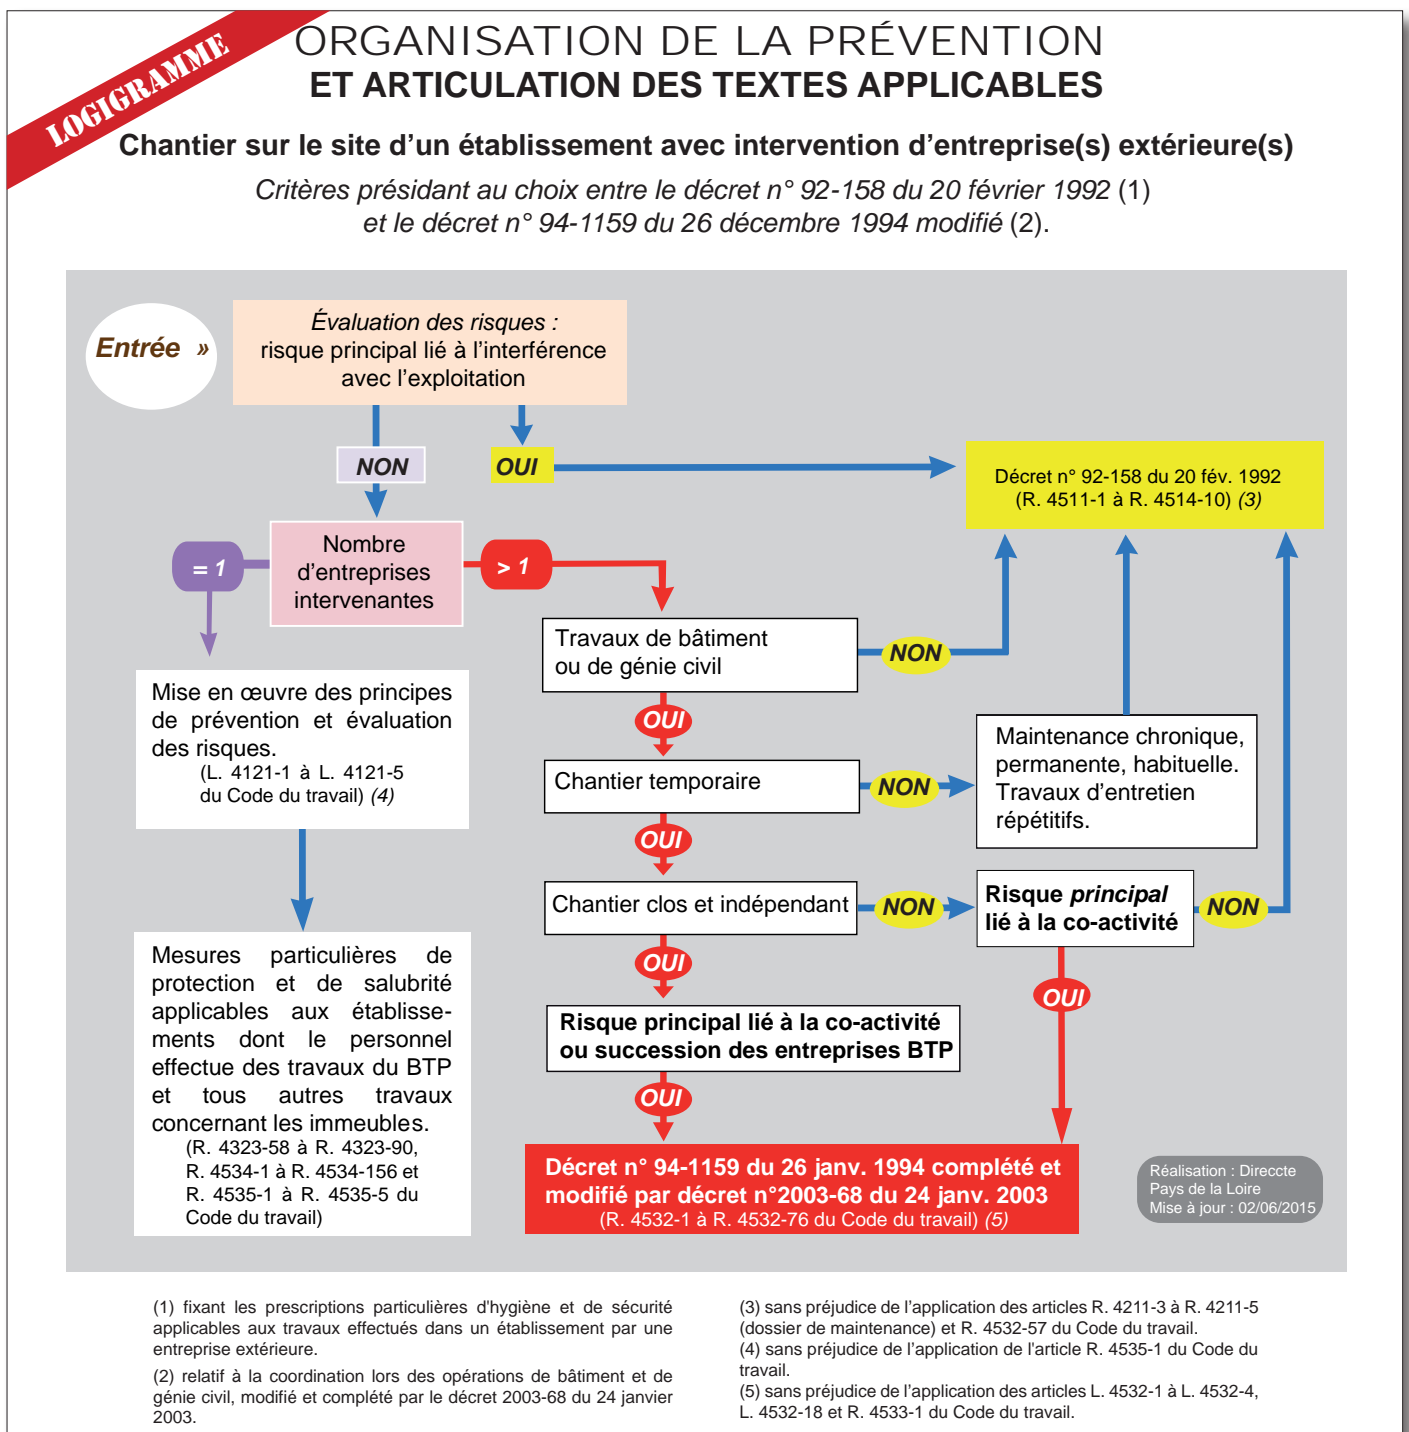 LOGIGRAMME
ORGANISATION DE LA PRÉVENTION
ET ARTICULATION DES TEXTES APPLICABLES
Chantier sur le site d’un établissement avec intervention d’entreprise(s) extérieure(s)
Critères présidant au choix entre le décret n° 92-158 du 20 février 1992 (1)
et le décret n° 94-1159 du 26 décembre 1994 modifié (2).
Entrée »
Évaluation des risques :
risque principal lié à l’interférence
avec l’exploitation
NON
OUI
Décret n° 92-158 du 20 fév. 1992
(R. 4511-1 à R. 4514-10) (3)
= 1
Nombre
d’entreprises
intervenantes
> 1
Travaux de bâtiment
ou de génie civil
NON
OUI
Mise en œuvre des principes
de prévention et évaluation
des risques.
(L. 4121-1 à L. 4121-5
du Code du travail) (4)
Chantier temporaire
NON
Maintenance chronique,
permanente, habituelle.
Travaux d’entretien
répétitifs.
OUI
Chantier clos et indépendant
NON
Risque principal
lié à la co-activité
NON
OUI
OUI
Mesures particulières de
protection et de salubrité
applicables aux établisse-
ments dont le personnel
effectue des travaux du BTP
et tous autres travaux
concernant les immeubles.
(R. 4323-58 à R. 4323-90,
R. 4534-1 à R. 4534-156 et
R. 4535-1 à R. 4535-5 du
Code du travail)
Risque principal lié à la co-activité
ou succession des entreprises BTP
OUI
Décret n° 94-1159 du 26 janv. 1994 complété et
modifié par décret n°2003-68 du 24 janv. 2003
(R. 4532-1 à R. 4532-76 du Code du travail) (5)
Réalisation : Direccte
Pays de la Loire
Mise à jour : 02/06/2015
(1) fixant les prescriptions particulières d'hygiène et de sécurité
applicables aux travaux effectués dans un établissement par une
entreprise extérieure.
(2) relatif à la coordination lors des opérations de bâtiment et de
génie civil, modifié et complété par le décret 2003-68 du 24 janvier
2003.
(3) sans préjudice de l’application des articles R. 4211-3 à R. 4211-5
(dossier de maintenance) et R. 4532-57 du Code du travail.
(4) sans préjudice de l’application de l'article R. 4535-1 du Code du
travail.
(5) sans préjudice de l’application des articles L. 4532-1 à L. 4532-4,
L. 4532-18 et R. 4533-1 du Code du travail.